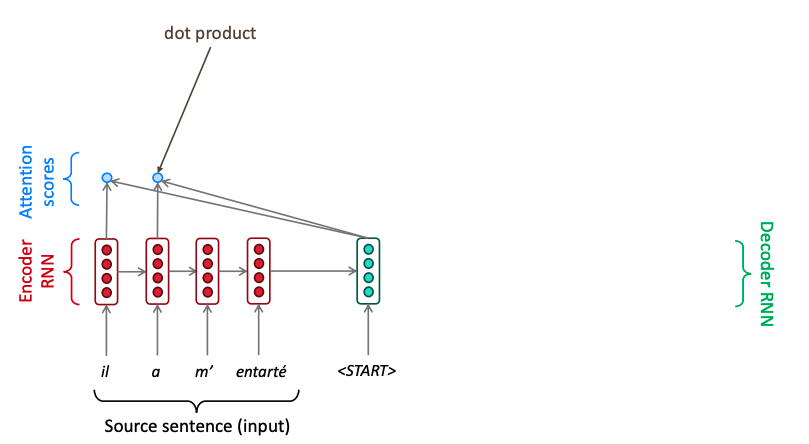 dot product
Attention
scores
Encoder
RNN
Decoder RNN
il a m’ entarté <START>
Source sentence (input)